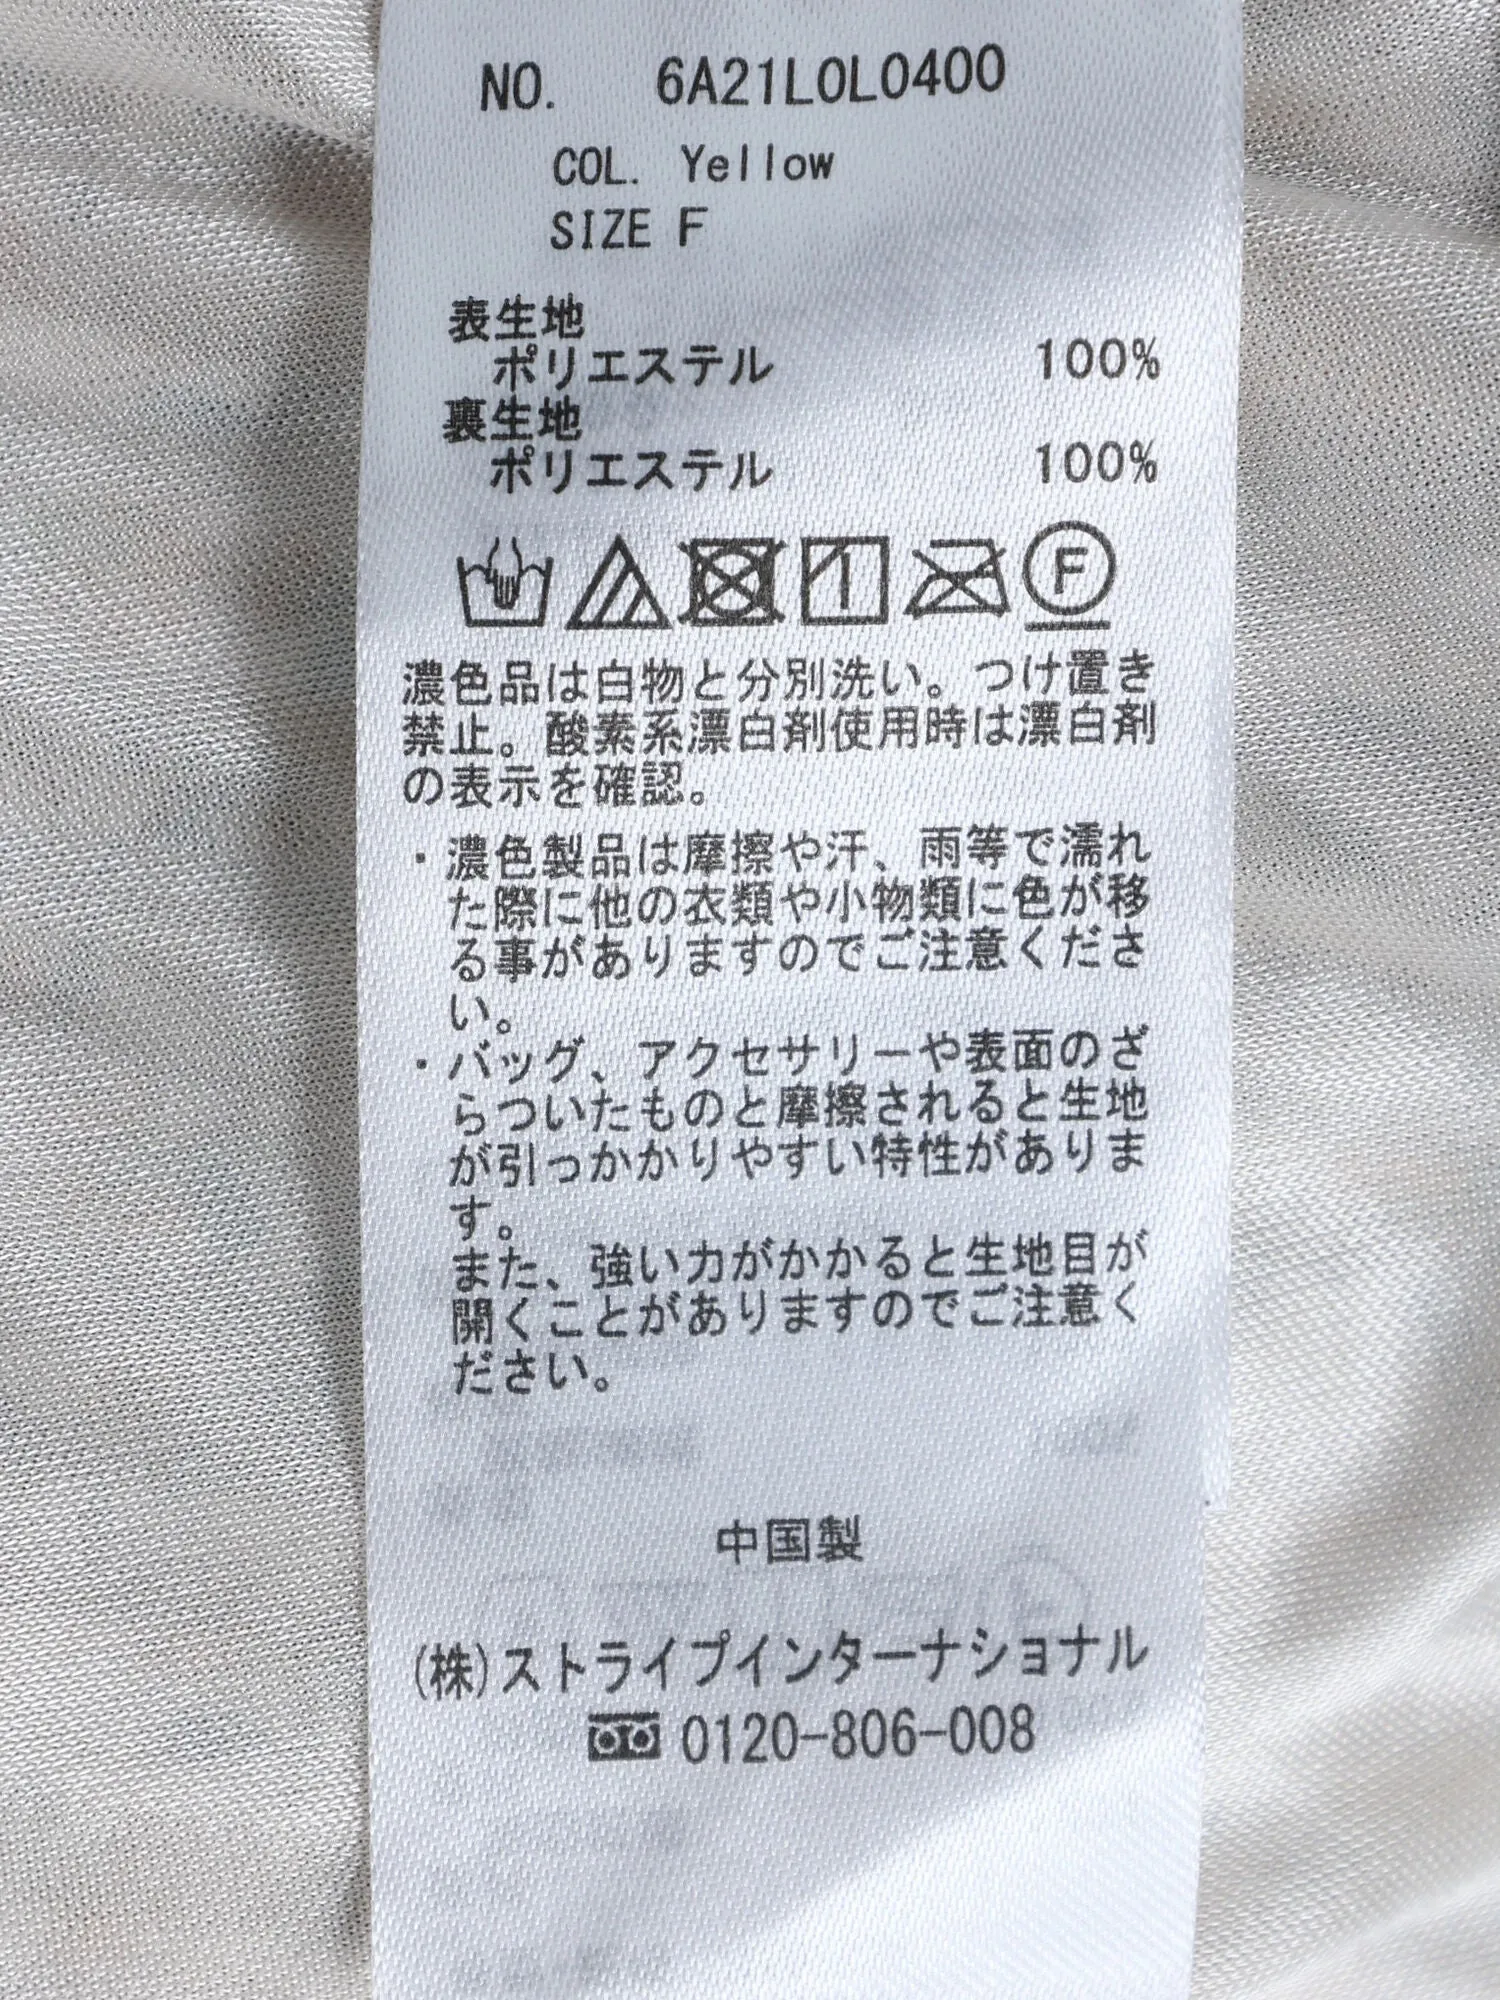 NO. 6A21L0L0400
COL. Yellow
SIZE F
表生地
ポリエステル 100%
裏生地
ポリエステル 100%
1 F
濃色品は白物と分別洗い。つけ置き
禁止。酸素系漂白剤使用時は漂白剤
の表示を確認。
・濃色製品は摩擦や汗、雨等で濡れ
た際に他の衣類や小物類に色が移
る事がありますのでご注意くださ
い。
・バッグ、アクセサリーや表面のざ
らついたものと摩擦されると生地
が引っかかりやすい特性がありま
す。
また、強い力がかかると生地目が
開くことがありますのでご注意く
ださい。
中国製
(株)ストライプインターナショナル
0120-806-008